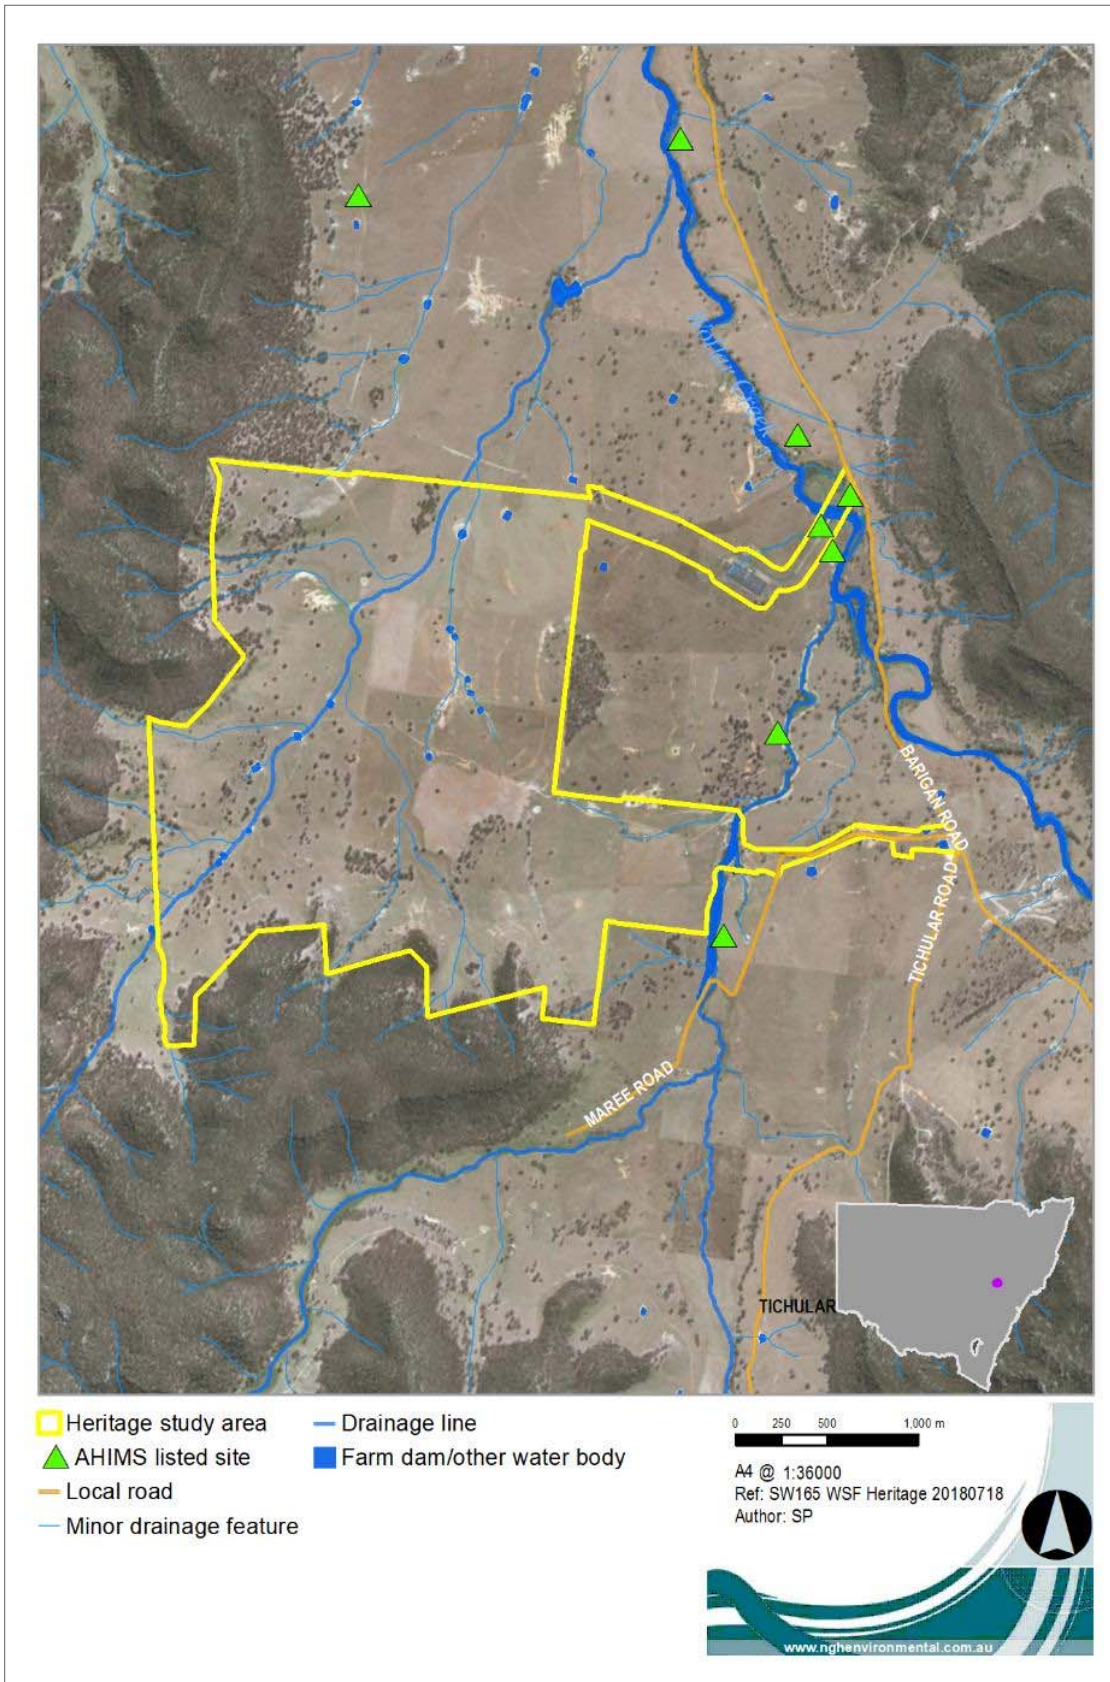 Wollar Creek
BARIGAN ROAD
TICHULAR ROAD
MAREE ROAD
TICHULAR
Heritage study area
AHIMS listed site
Local road
Minor drainage feature
Drainage line
Farm dam/other water body
0 250 500 1,000 m
A4 @ 1:36000
Ref: SW165 WSF Heritage 20180718
Author: SP
www.nghenvironmental.com.au